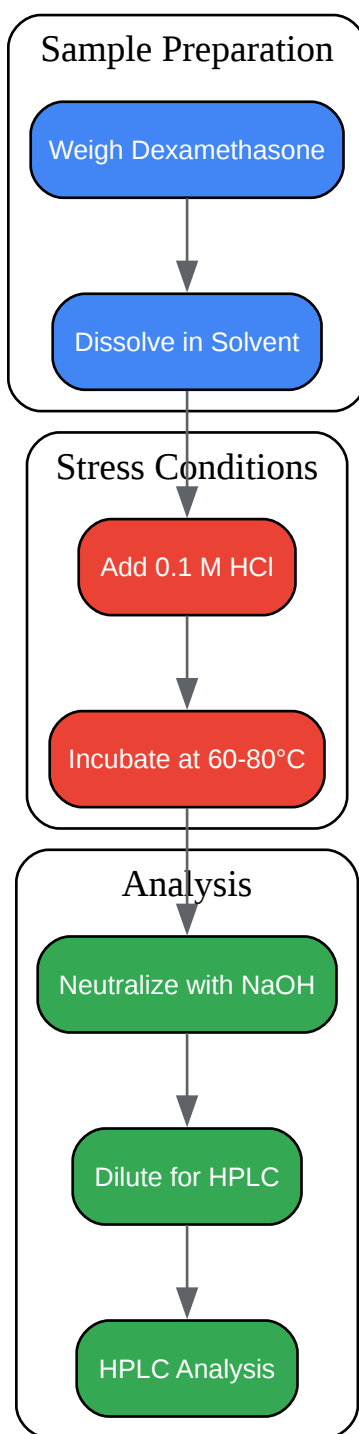 Sample Preparation
Weigh Dexamethasone
Dissolve in Solvent
Stress Conditions
Add 0.1 M HCl
Incubate at 60-80°C
Analysis
Neutralize with NaOH
Dilute for HPLC
HPLC Analysis